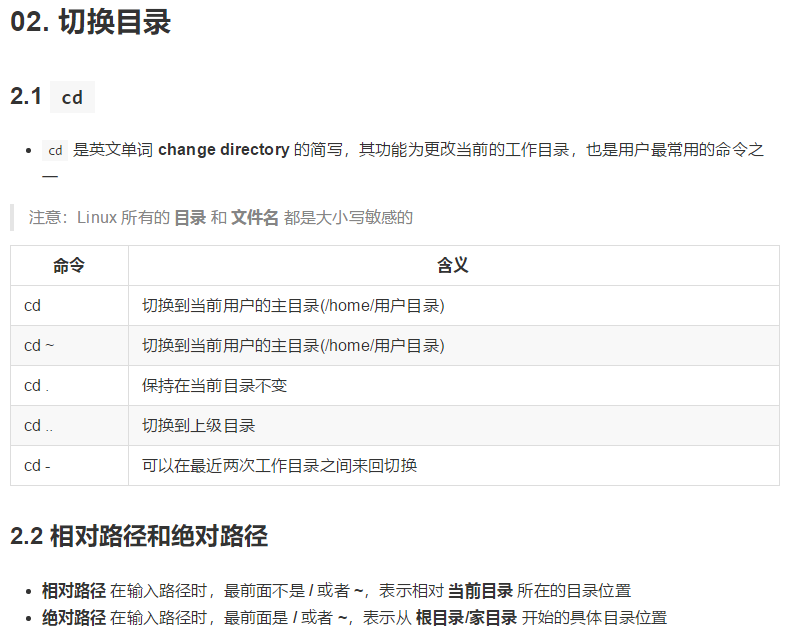 02. 切换目录
2.1 cd
cd 是英文单词 change directory 的简写，其功能为更改当前的工作目录，也是用户最常用的命令之
一
注意：Linux 所有的 目录 和 文件名 都是大小写敏感的
命令 含义
cd 切换到当前用户的主目录(/home/用户目录)
cd ~ 切换到当前用户的主目录(/home/用户目录)
cd . 保持在当前目录不变
cd .. 切换到上级目录
cd - 可以在最近两次工作目录之间来回切换
2.2 相对路径和绝对路径
相对路径 在输入路径时，最前面不是 / 或者 ~，表示相对 当前目录 所在的目录位置
绝对路径 在输入路径时，最前面是 / 或者 ~，表示从 根目录/家目录 开始的具体目录位置